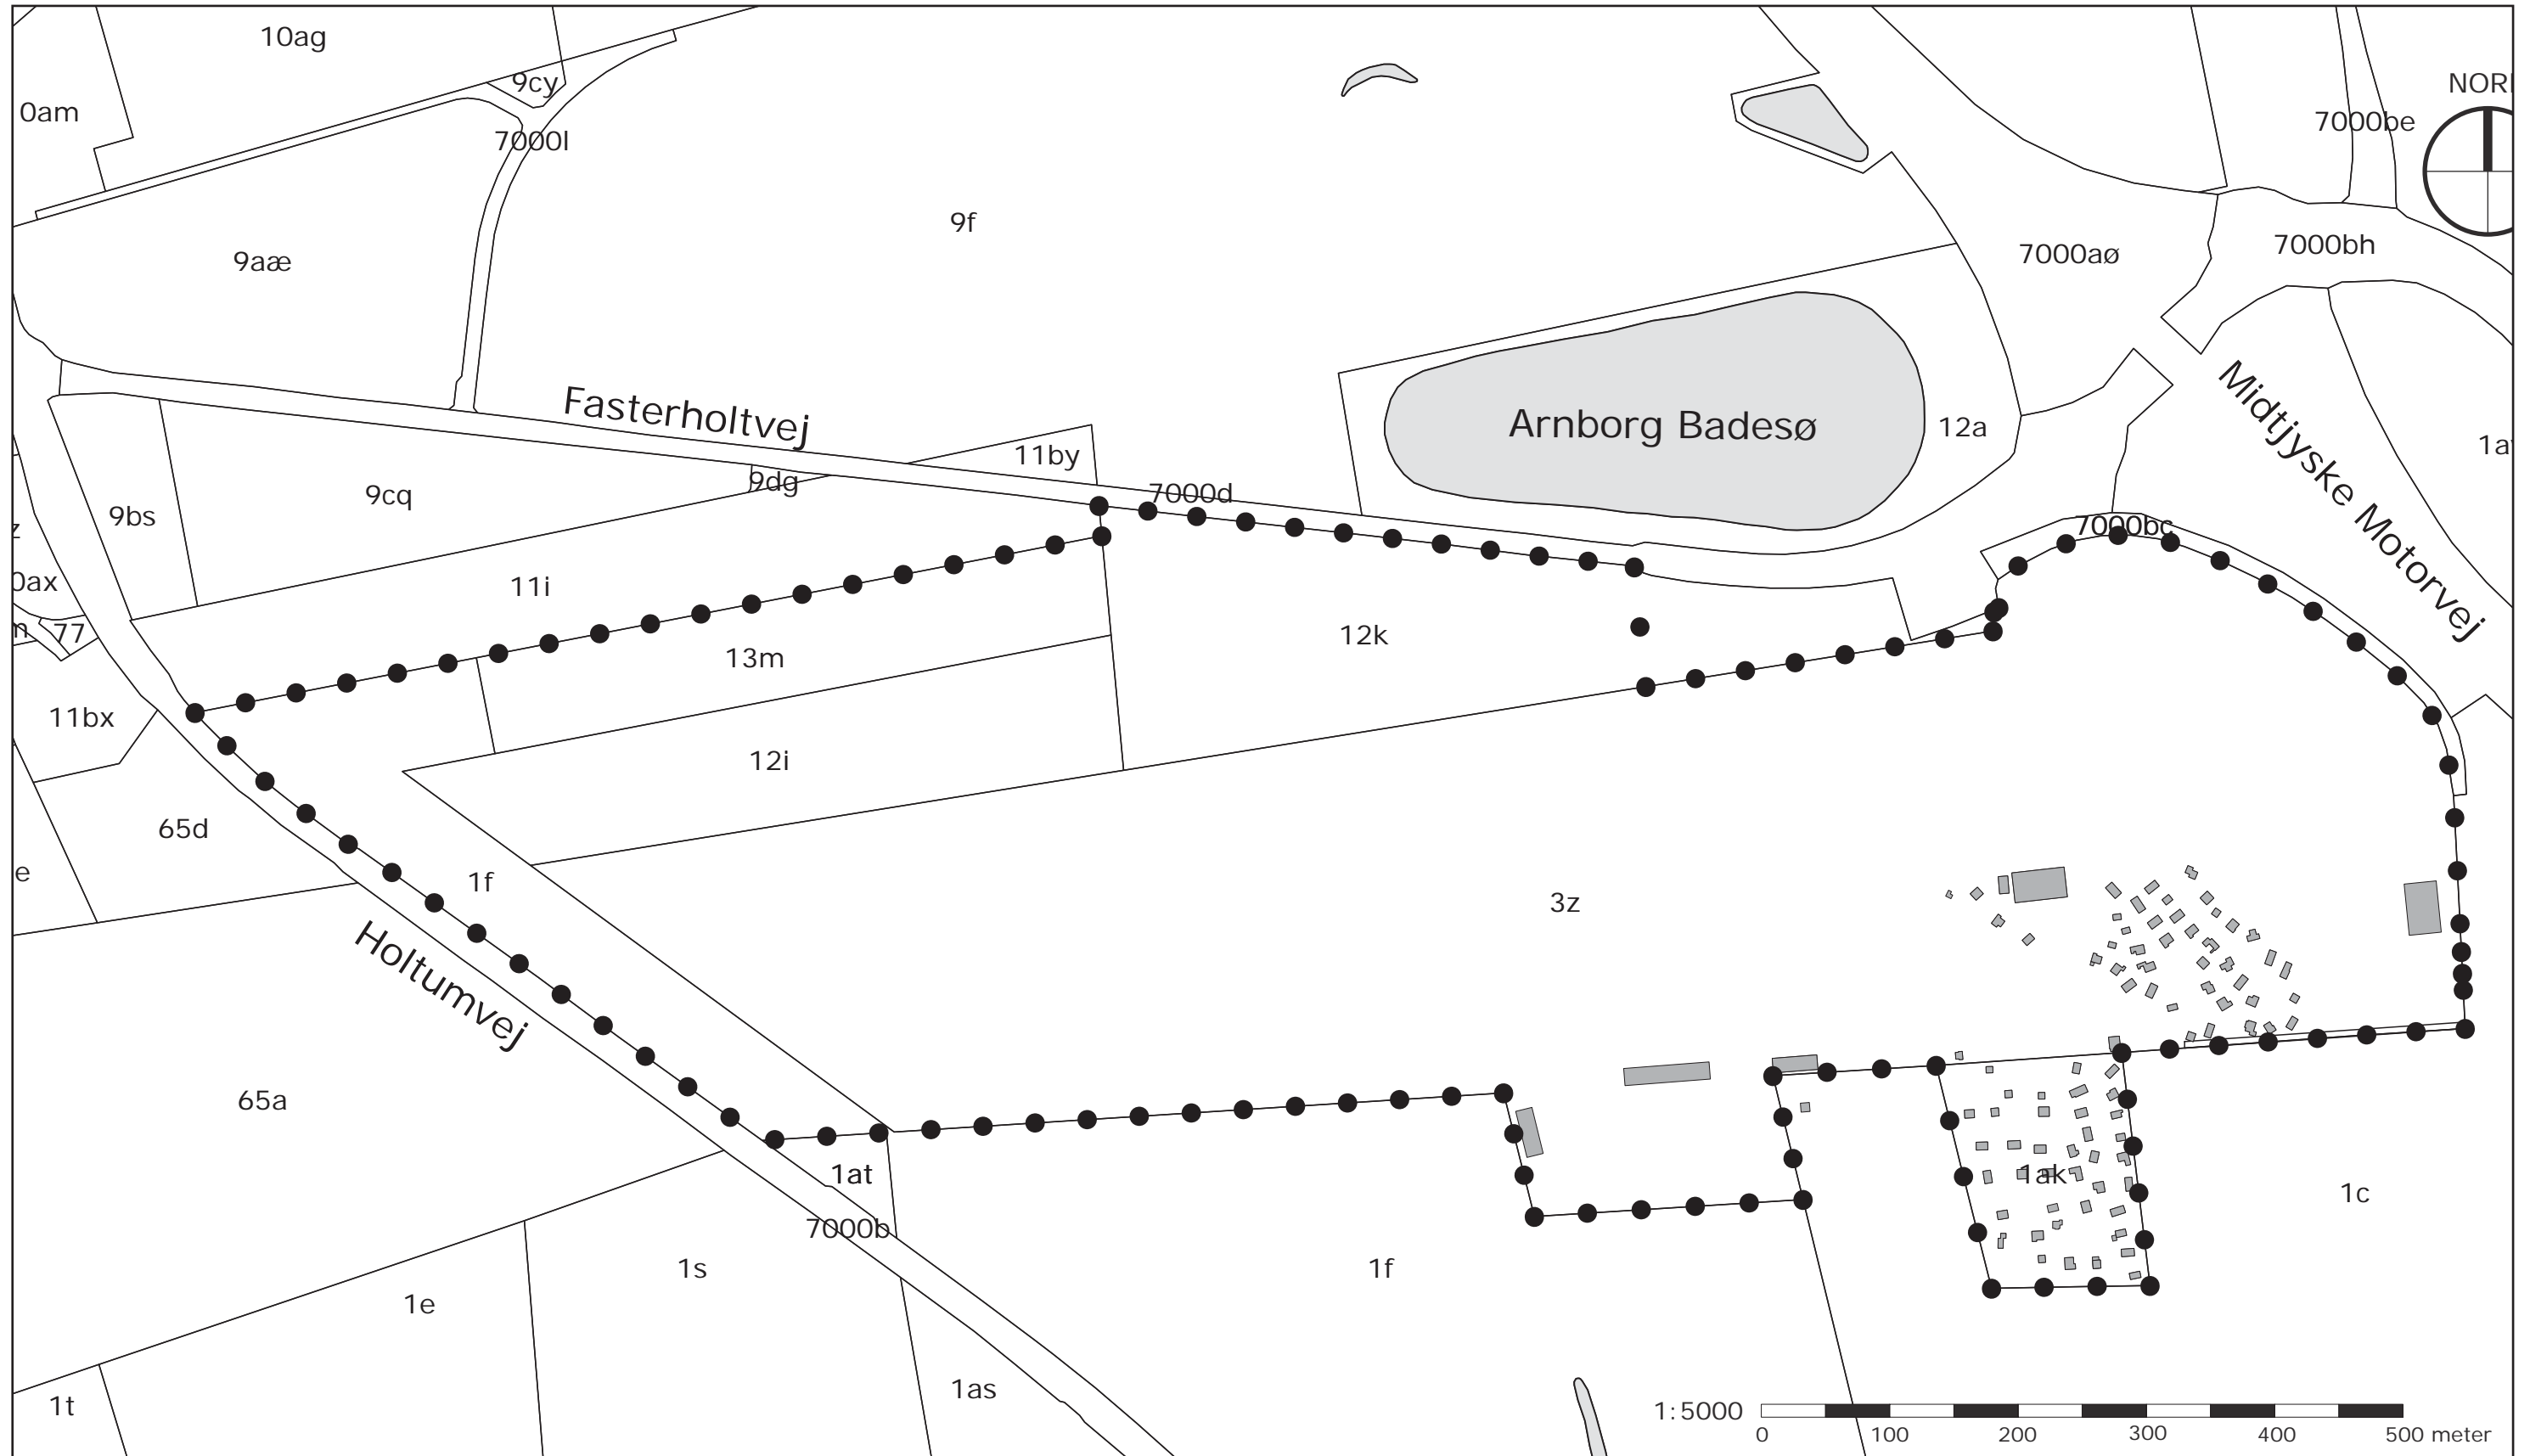 10ag
9cy
0am
7000l
7000be
9f
9aæ
7000aø
7000bh
Fasterholtvej
Midtjyske Motorvej
Arnborg Badesø
12a
11by
9dg
7000d
9cq
9bs
7000bc
0ax
11i
77
13m
12k
11bx
12i
65d
e
1f
3z
Holtumvej
65a
1at
1ak
1c
7000b
1s
1f
1e
1as
1t
1:5000
0 100 200 300 400 500 meter